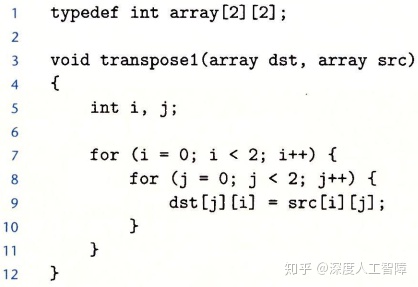 1 typedef int array[2][2];
2
3 void transpose1(array dst, array src)
4 {
5     int i, j;
6
7     for (i = 0; i < 2; i++) {
8         for (j = 0; j < 2; j++) {
9             dst[j][i] = src[i][j];
10         }
11     }
12 }
知乎 @深度人工智障